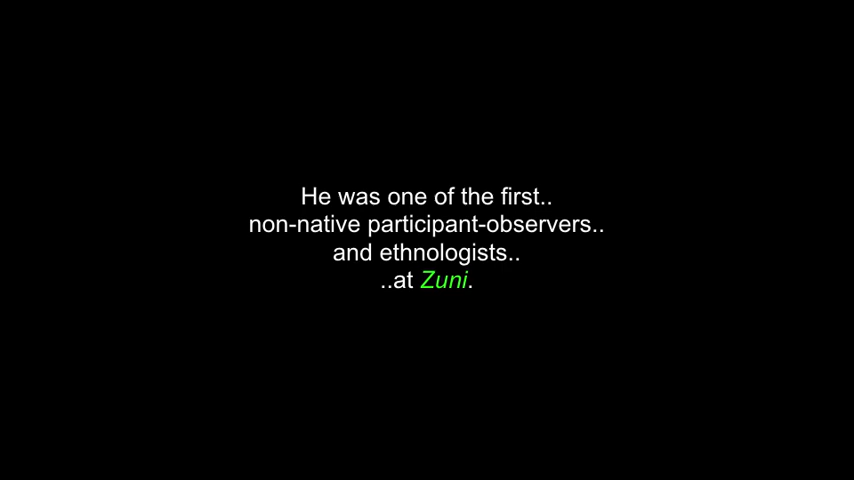 He was one of the first..
non-native participant-observers..
and ethnologists..
..at Zuni.